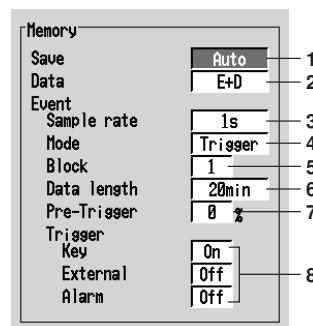 Memory
Save Auto 1
Data E+D 2
Event
Sample rate 1s 3
Mode Trigger 4
Block 1 5
Data length 20min 6
Pre-Trigger 0 % 7
Trigger
Key On
External Off 8
Alarm Off